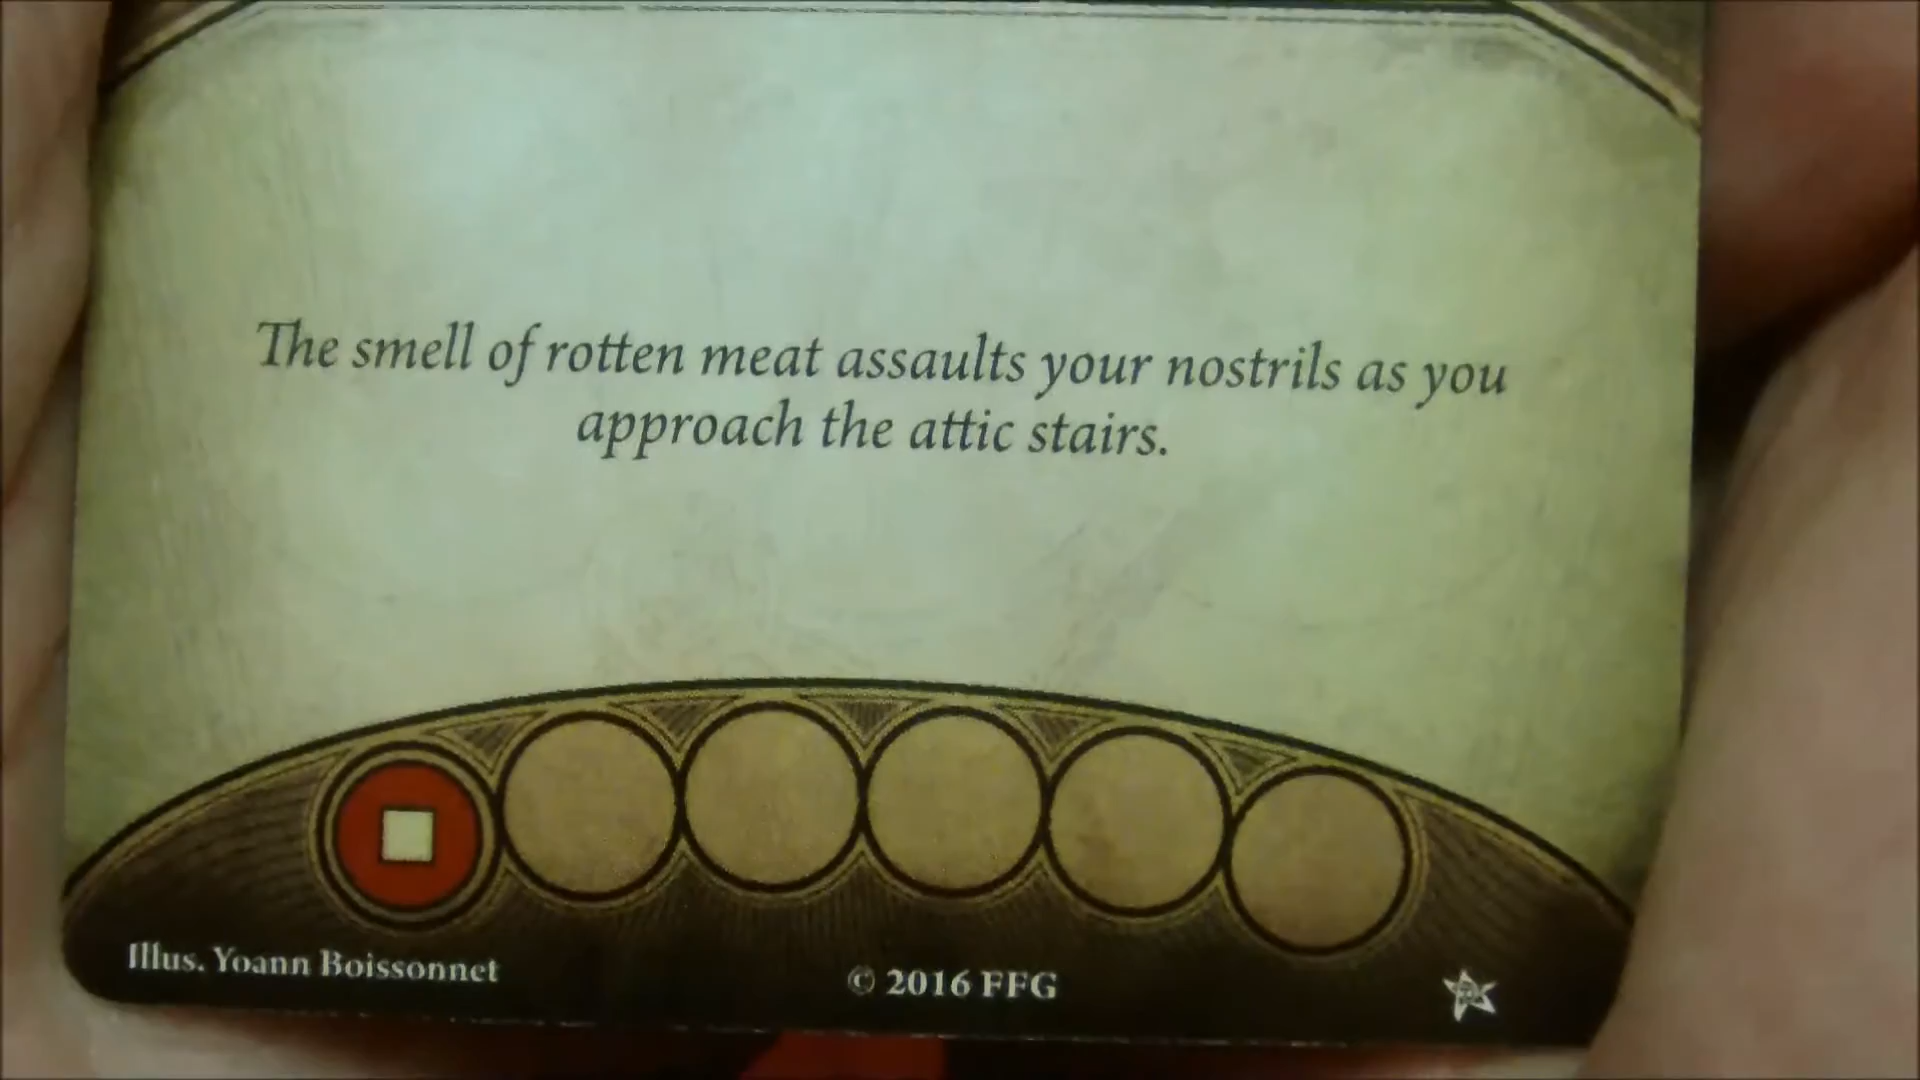 The smell of rotten meat assaults your nostrils as you
approach the attic stairs.
Illus. Yoann Boissonnet
© 2016 FFG